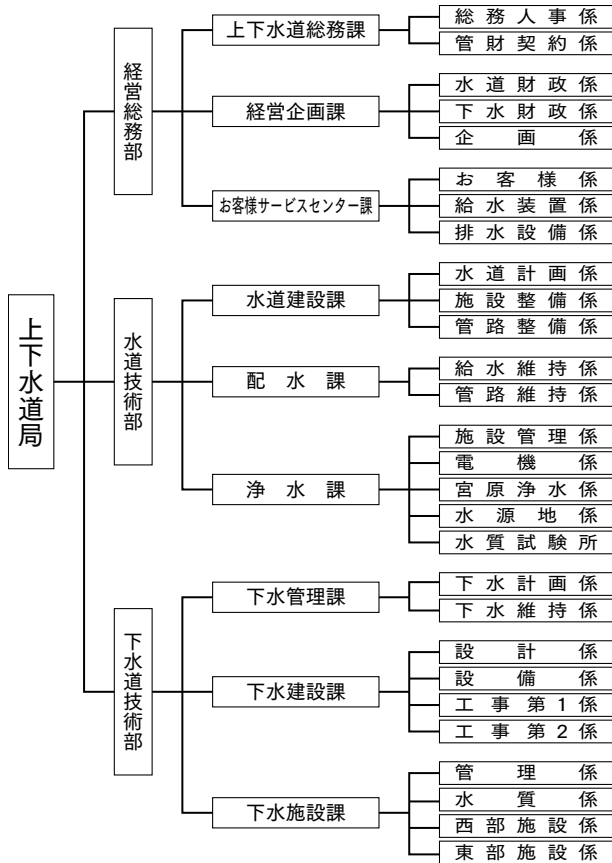 上下水道局
経営総務部
上下水道総務課
総務人事係
管財契約係
経営企画課
水道財政係
下水財政係
企画係
お客様サービスセンター課
お客様係
給水装置係
排水設備係
水道技術部
水道建設課
水道計画係
施設整備係
管路整備係
配水課
給水維持係
管路維持係
浄水課
施設管理係
電機係
宮原浄水係
水源地係
水質試験所
下水道技術部
下水管理課
下水計画係
下水維持係
下水建設課
設計係
設備係
工事第1係
工事第2係
下水施設課
管理係
水質係
西部施設係
東部施設係